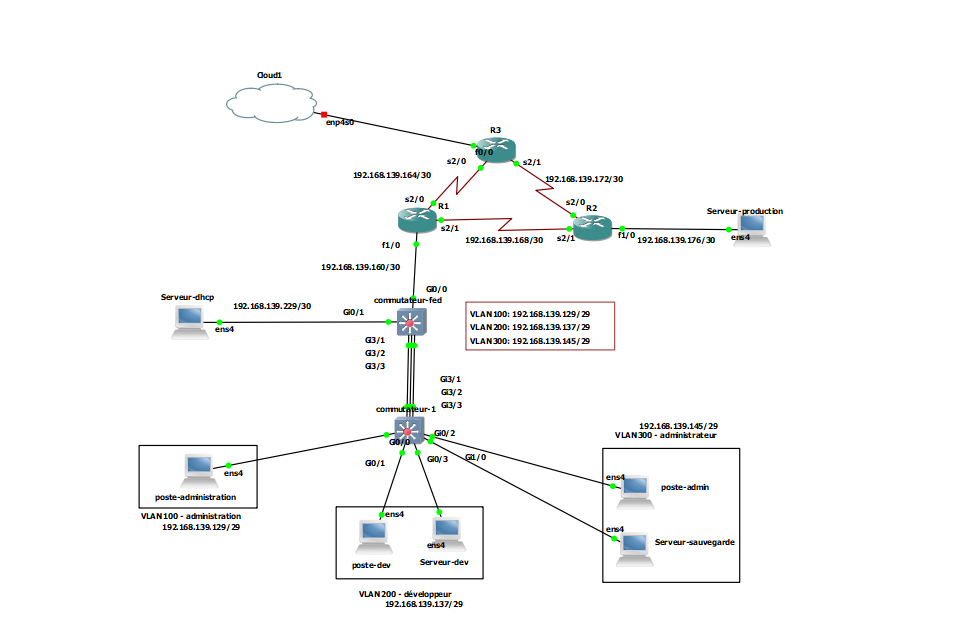 Cloud1
enp4s0
R3
f0/0
s2/0
s2/1
192.168.139.164/30
192.168.139.172/30
s2/0
R1
s2/1
s2/0
R2
Serveur-production
s2/1
f1/0
ens4
192.168.139.168/30
192.168.139.176/30
f1/0
192.168.139.160/30
Gi0/0
Serveur-dhcp
commutateur-fed
192.168.139.229/30
Gi0/1
ens4
VLAN100: 192.168.139.129/29
VLAN200: 192.168.139.137/29
VLAN300: 192.168.139.145/29
Gi3/1
Gi3/2
Gi3/3
Gi3/1
Gi3/2
Gi3/3
commutateur-1
192.168.139.145/29
VLAN300 - administrateur
Gi0/2
Gi0/0
Gi0/1
Gi0/3
Gi1/0
ens4
poste-administration
VLAN100 - administration
192.168.139.129/29
ens4
poste-admin
ens4
ens4
poste-dev
ens4
Serveur-dev
Serveur-sauvegarde
VLAN200 - développeur
192.168.139.137/29